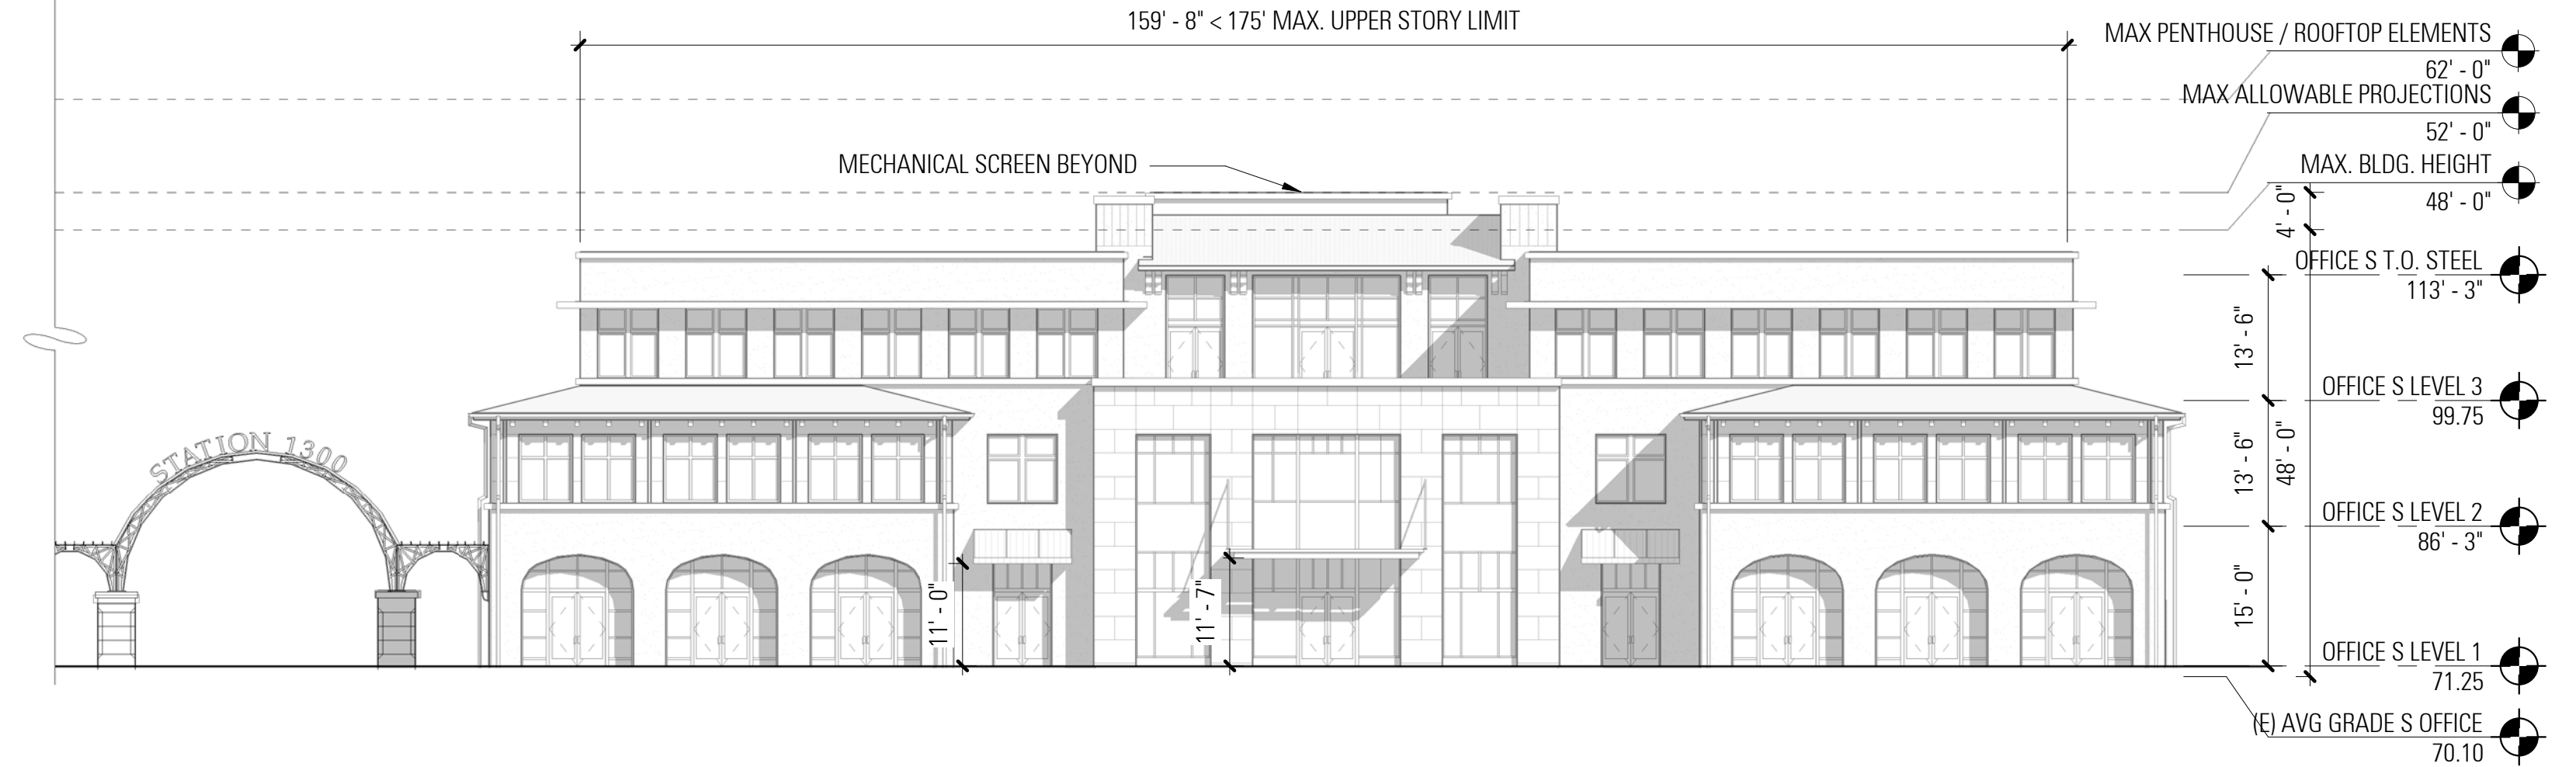 159' - 8" < 175' MAX. UPPER STORY LIMIT
MAX PENTHOUSE / ROOFTOP ELEMENTS
62' - 0"
MAX ALLOWABLE PROJECTIONS
52' - 0"
MECHANICAL SCREEN BEYOND
MAX. BLDG. HEIGHT
48' - 0"
4' - 0"
OFFICE S T.O. STEEL
113' - 3"
13' - 6"
OFFICE S LEVEL 3
99.75
STATION 1300
13' - 6"
48' - 0"
OFFICE S LEVEL 2
86' - 3"
11' - 0"
11' - 7"
15' - 0"
OFFICE S LEVEL 1
71.25
(E) AVG GRADE S OFFICE
70.10